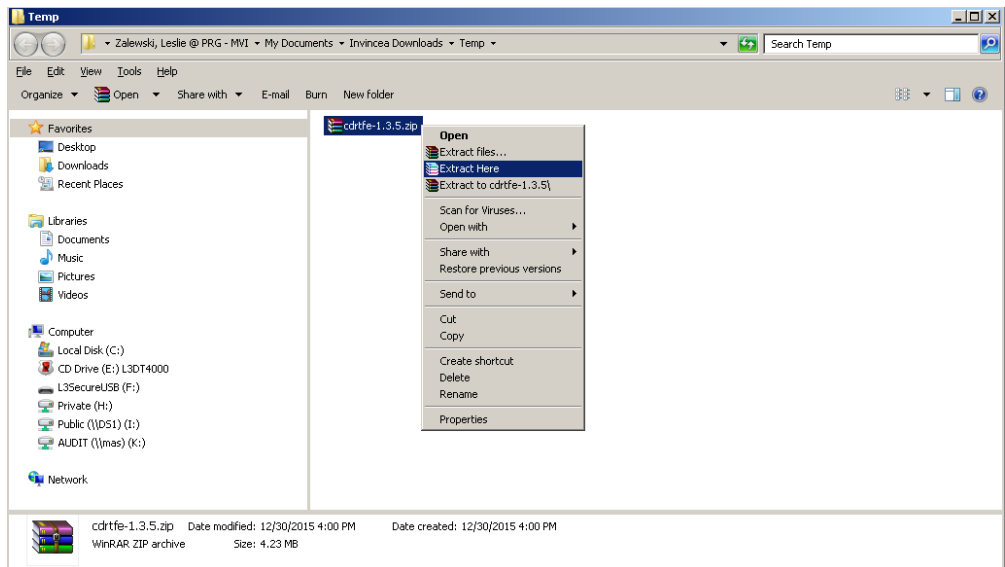 Temp
Zalewski, Leslie @ PRG - MVI My Documents Invincea Downloads Temp
Search Temp
File Edit View Tools Help
Organize Open Share with E-mail Burn New folder
Favorites
Desktop
Downloads
Recent Places
Libraries
Documents
Music
Pictures
Videos
Computer
Local Disk (C:)
CD Drive (E:) L3DT4000
L3SecureUSB (F:)
Private (H:)
Public (\\DS1) (I:)
AUDIT (\\mas) (K:)
Network
cdrtfe-1.3.5.zip
Open
Extract files...
Extract Here
Extract to cdrtfe-1.3.5\
Scan for Viruses...
Open with
Share with
Restore previous versions
Send to
Cut
Copy
Create shortcut
Delete
Rename
Properties
cdrtfe-1.3.5.zip Date modified: 12/30/2015 4:00 PM Date created: 12/30/2015 4:00 PM
WinRAR ZIP archive Size: 4.23 MB